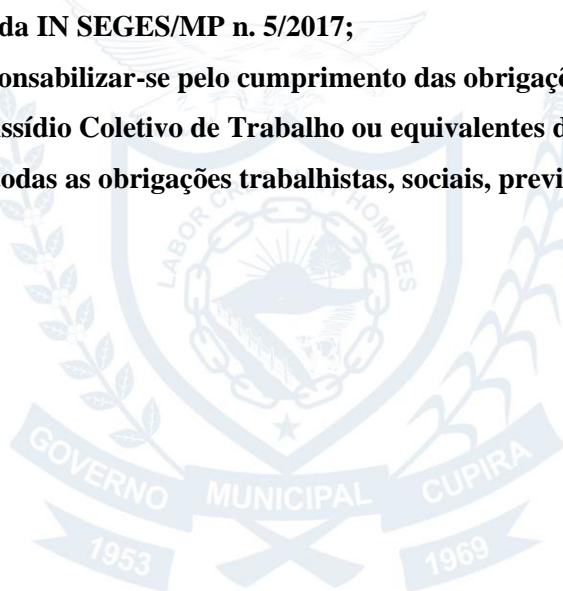 da IN SEGES/MP n. 5/2017;
onsabilizar-se pelo cumprimento das obrigaçõ
ssídio Coletivo de Trabalho ou equivalentes d
todas as obrigações trabalhistas, sociais, previ
LABOR HOMINES
GOVERNO MUNICIPAL CUPIRA
1953 1969